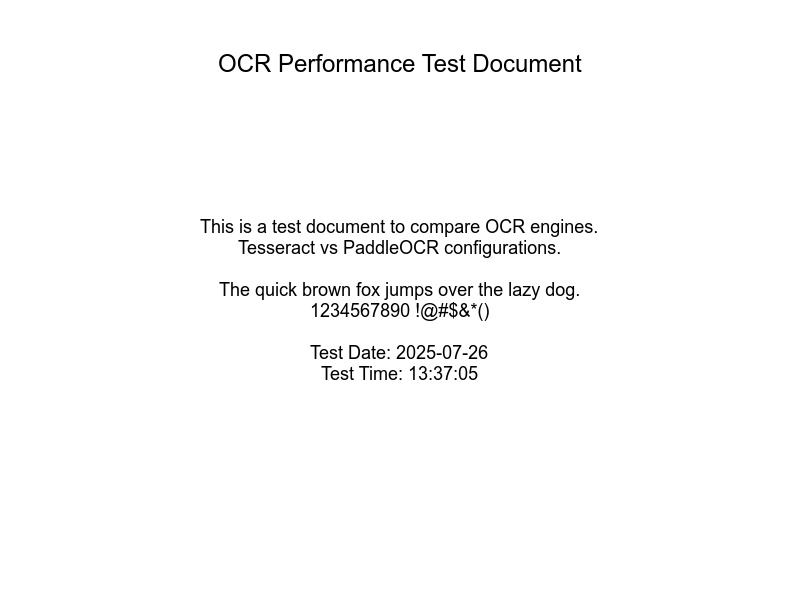 OCR Performance Test Document
This is a test document to compare OCR engines.
Tesseract vs PaddleOCR configurations.
The quick brown fox jumps over the lazy dog.
1234567890 !@#$&*()
Test Date: 2025-07-26
Test Time: 13:37:05